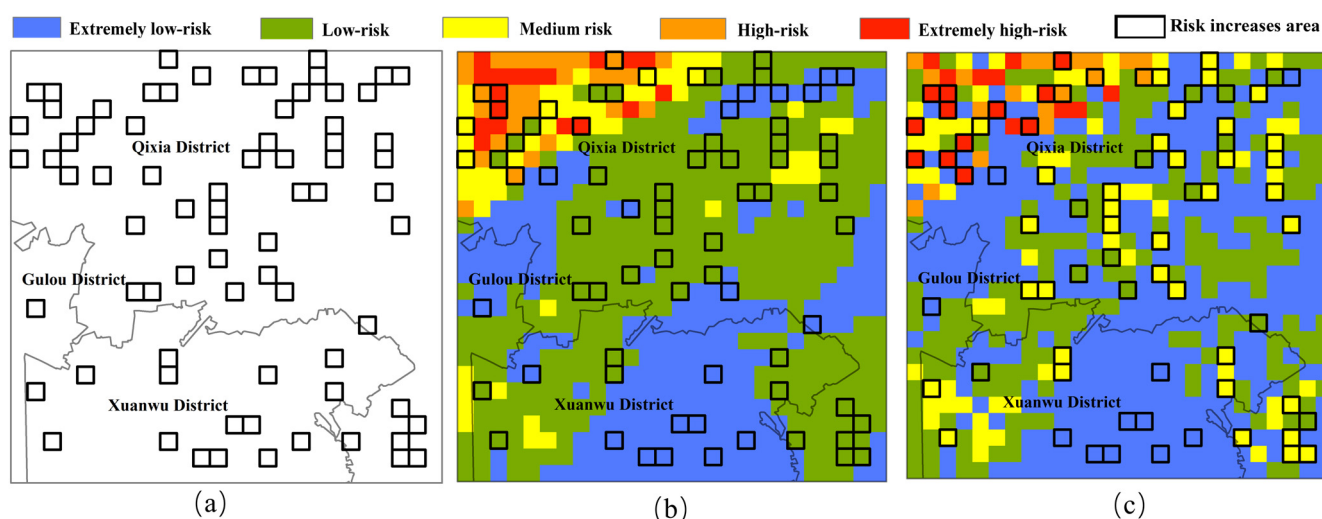 Extremely low-risk Low-risk Medium risk High-risk Extremely high-risk Risk increases area
Qixia District
Gulou District
Xuanwu District
(a)
Qixia District
Gulou District
Xuanwu District
(b)
Qixia District
Gulou District
Xuanwu District
(c)